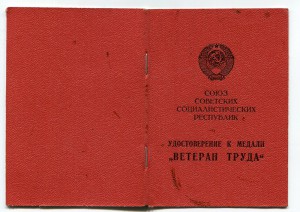 СОЮЗ
СОВЕТСКИХ
СОЦИАЛИСТИЧЕСКИХ
РЕСПУБЛИК
УДОСТОВЕРЕНИЕ К МЕДАЛИ
„ВЕТЕРАН ТРУДА“